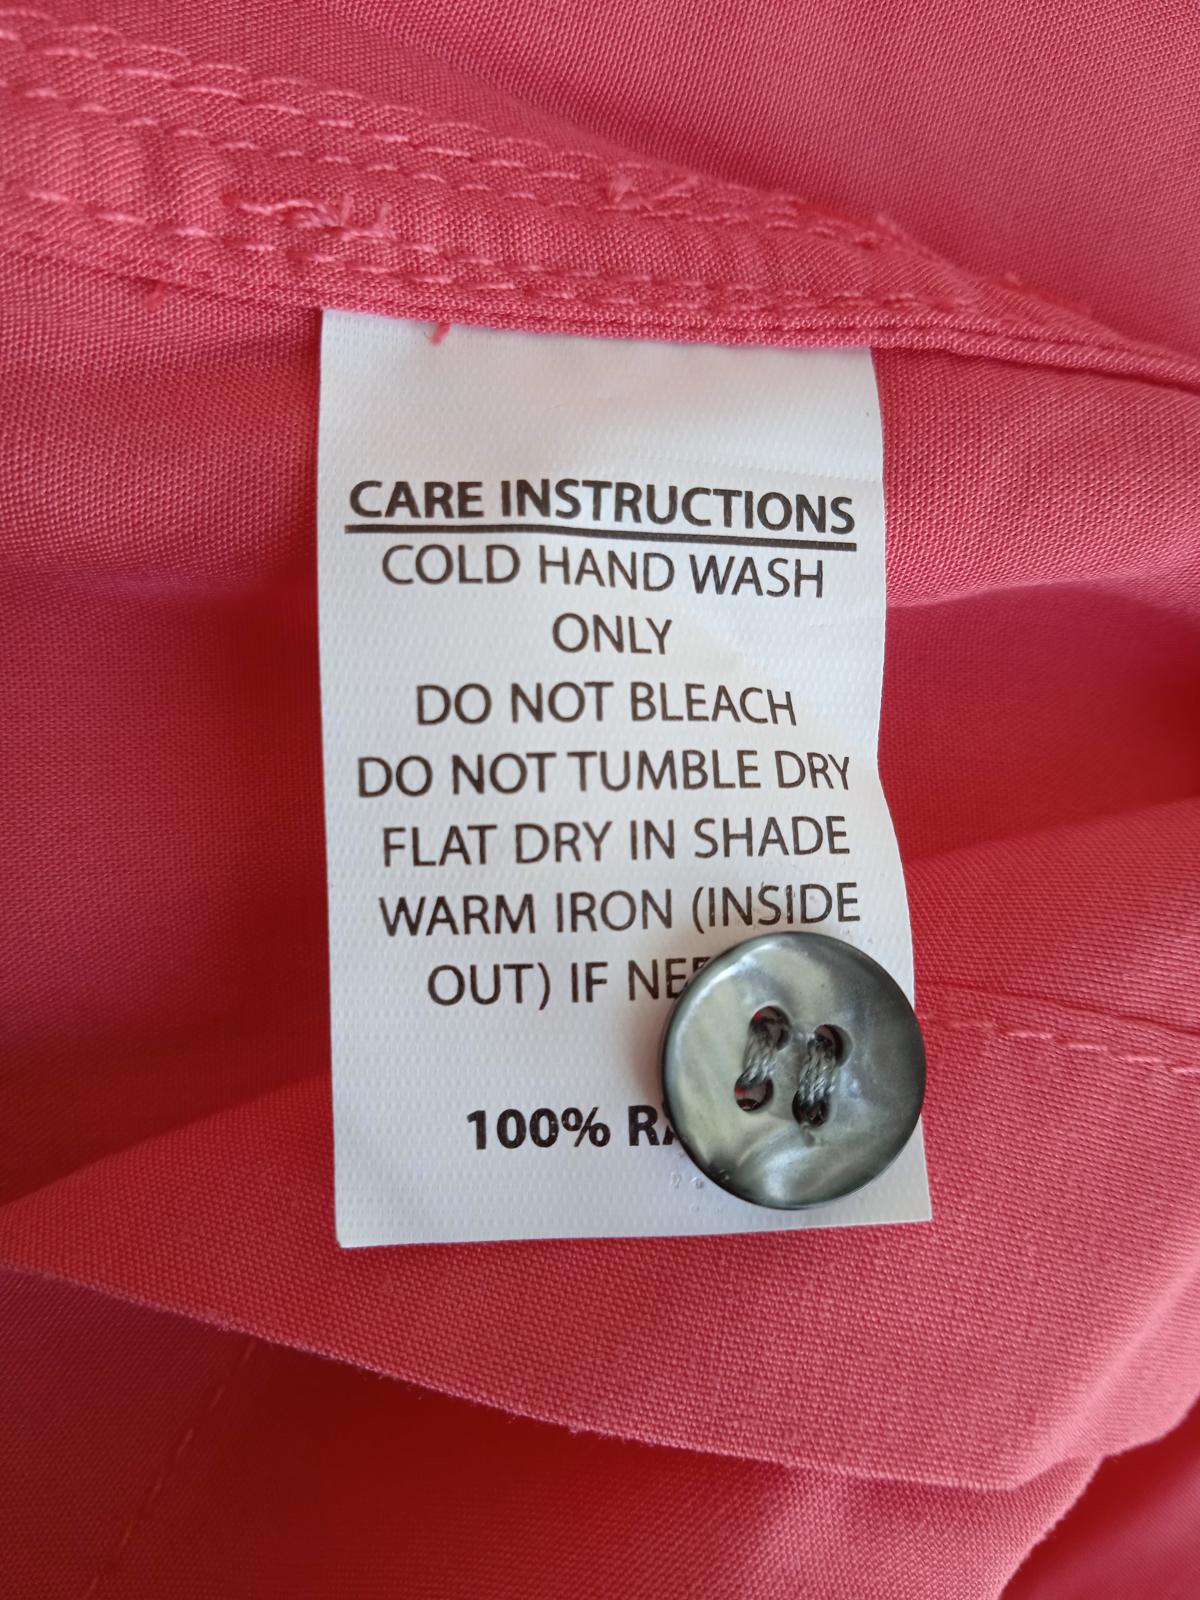 CARE INSTRUCTIONS
COLD HAND WASH
ONLY
DO NOT BLEACH
DO NOT TUMBLE DRY
FLAT DRY IN SHADE
WARM IRON (INSIDE
OUT) IF
100%